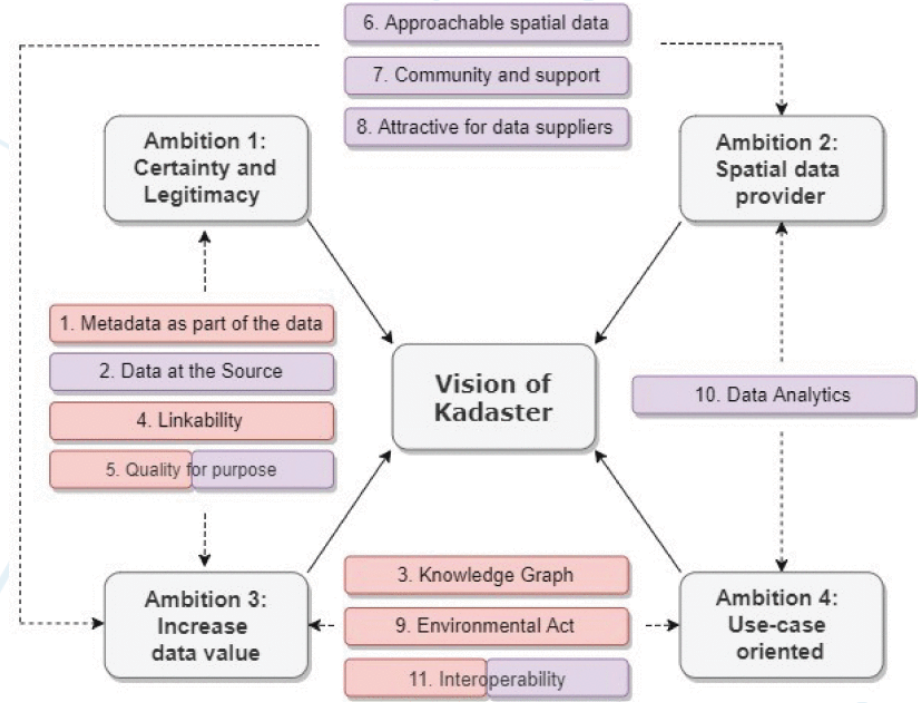 6. Approachable spatial data
7. Community and support
8. Attractive for data suppliers
Ambition 1:
Certainty and
Legitimacy
Ambition 2:
Spatial data
provider
1. Metadata as part of the data
2. Data at the Source
4. Linkability
5. Quality for purpose
Vision of
Kadaster
10. Data Analytics
Ambition 3:
Increase
data value
3. Knowledge Graph
9. Environmental Act
11. Interoperability
Ambition 4:
Use-case
oriented